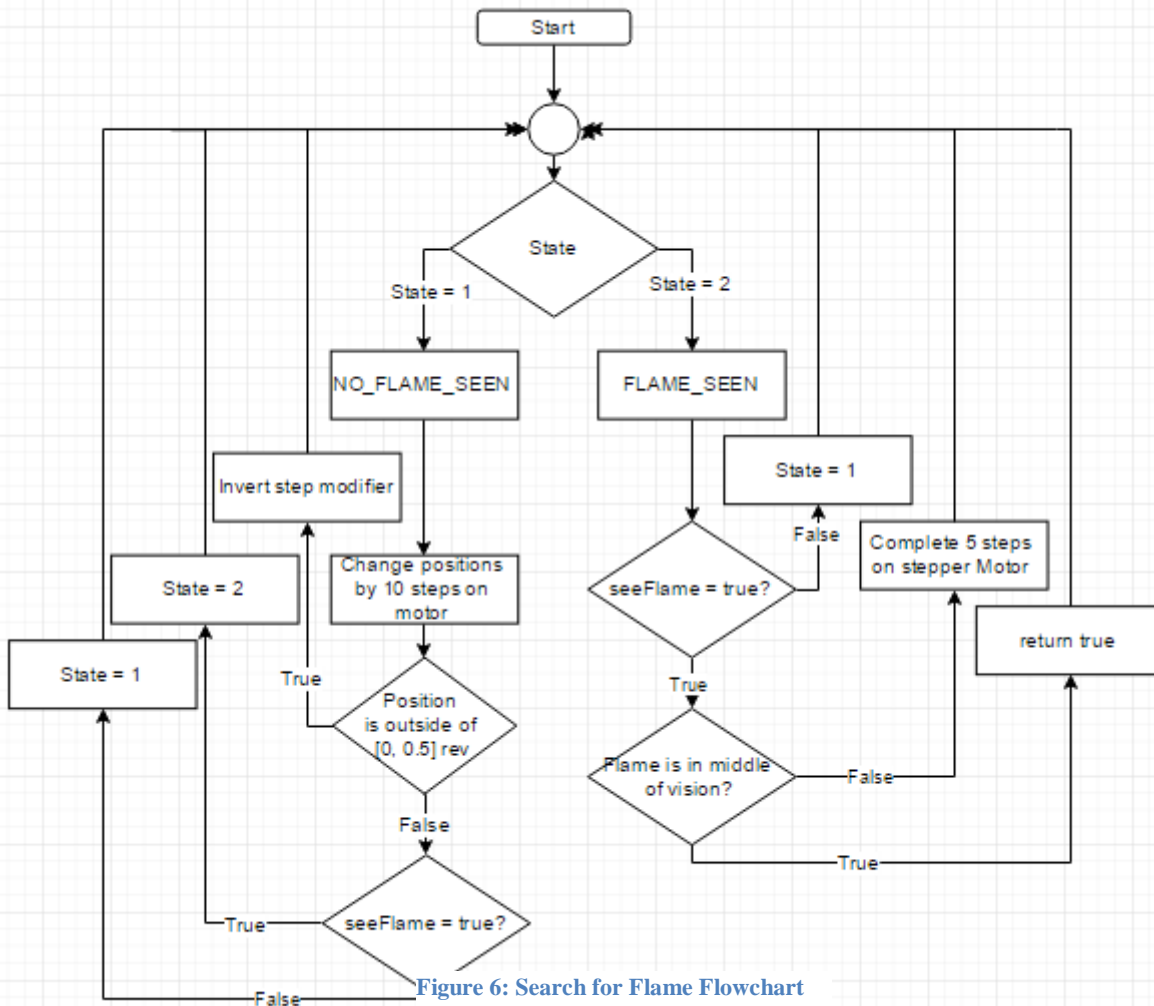 Start
State
State = 1
State = 2
NO_FLAME_SEEN
FLAME_SEEN
State = 1
Invert step modifier
False
Complete 5 steps
on stepper Motor
Change positions
by 10 steps on
motor
State = 2
seeFlame = true?
return true
State = 1
True
True
Position
is outside of
[0, 0.5] rev
Flame is in middle
of vision?
False
False
True
True
seeFlame = true?
False
Figure 6: Search for Flame Flowchart